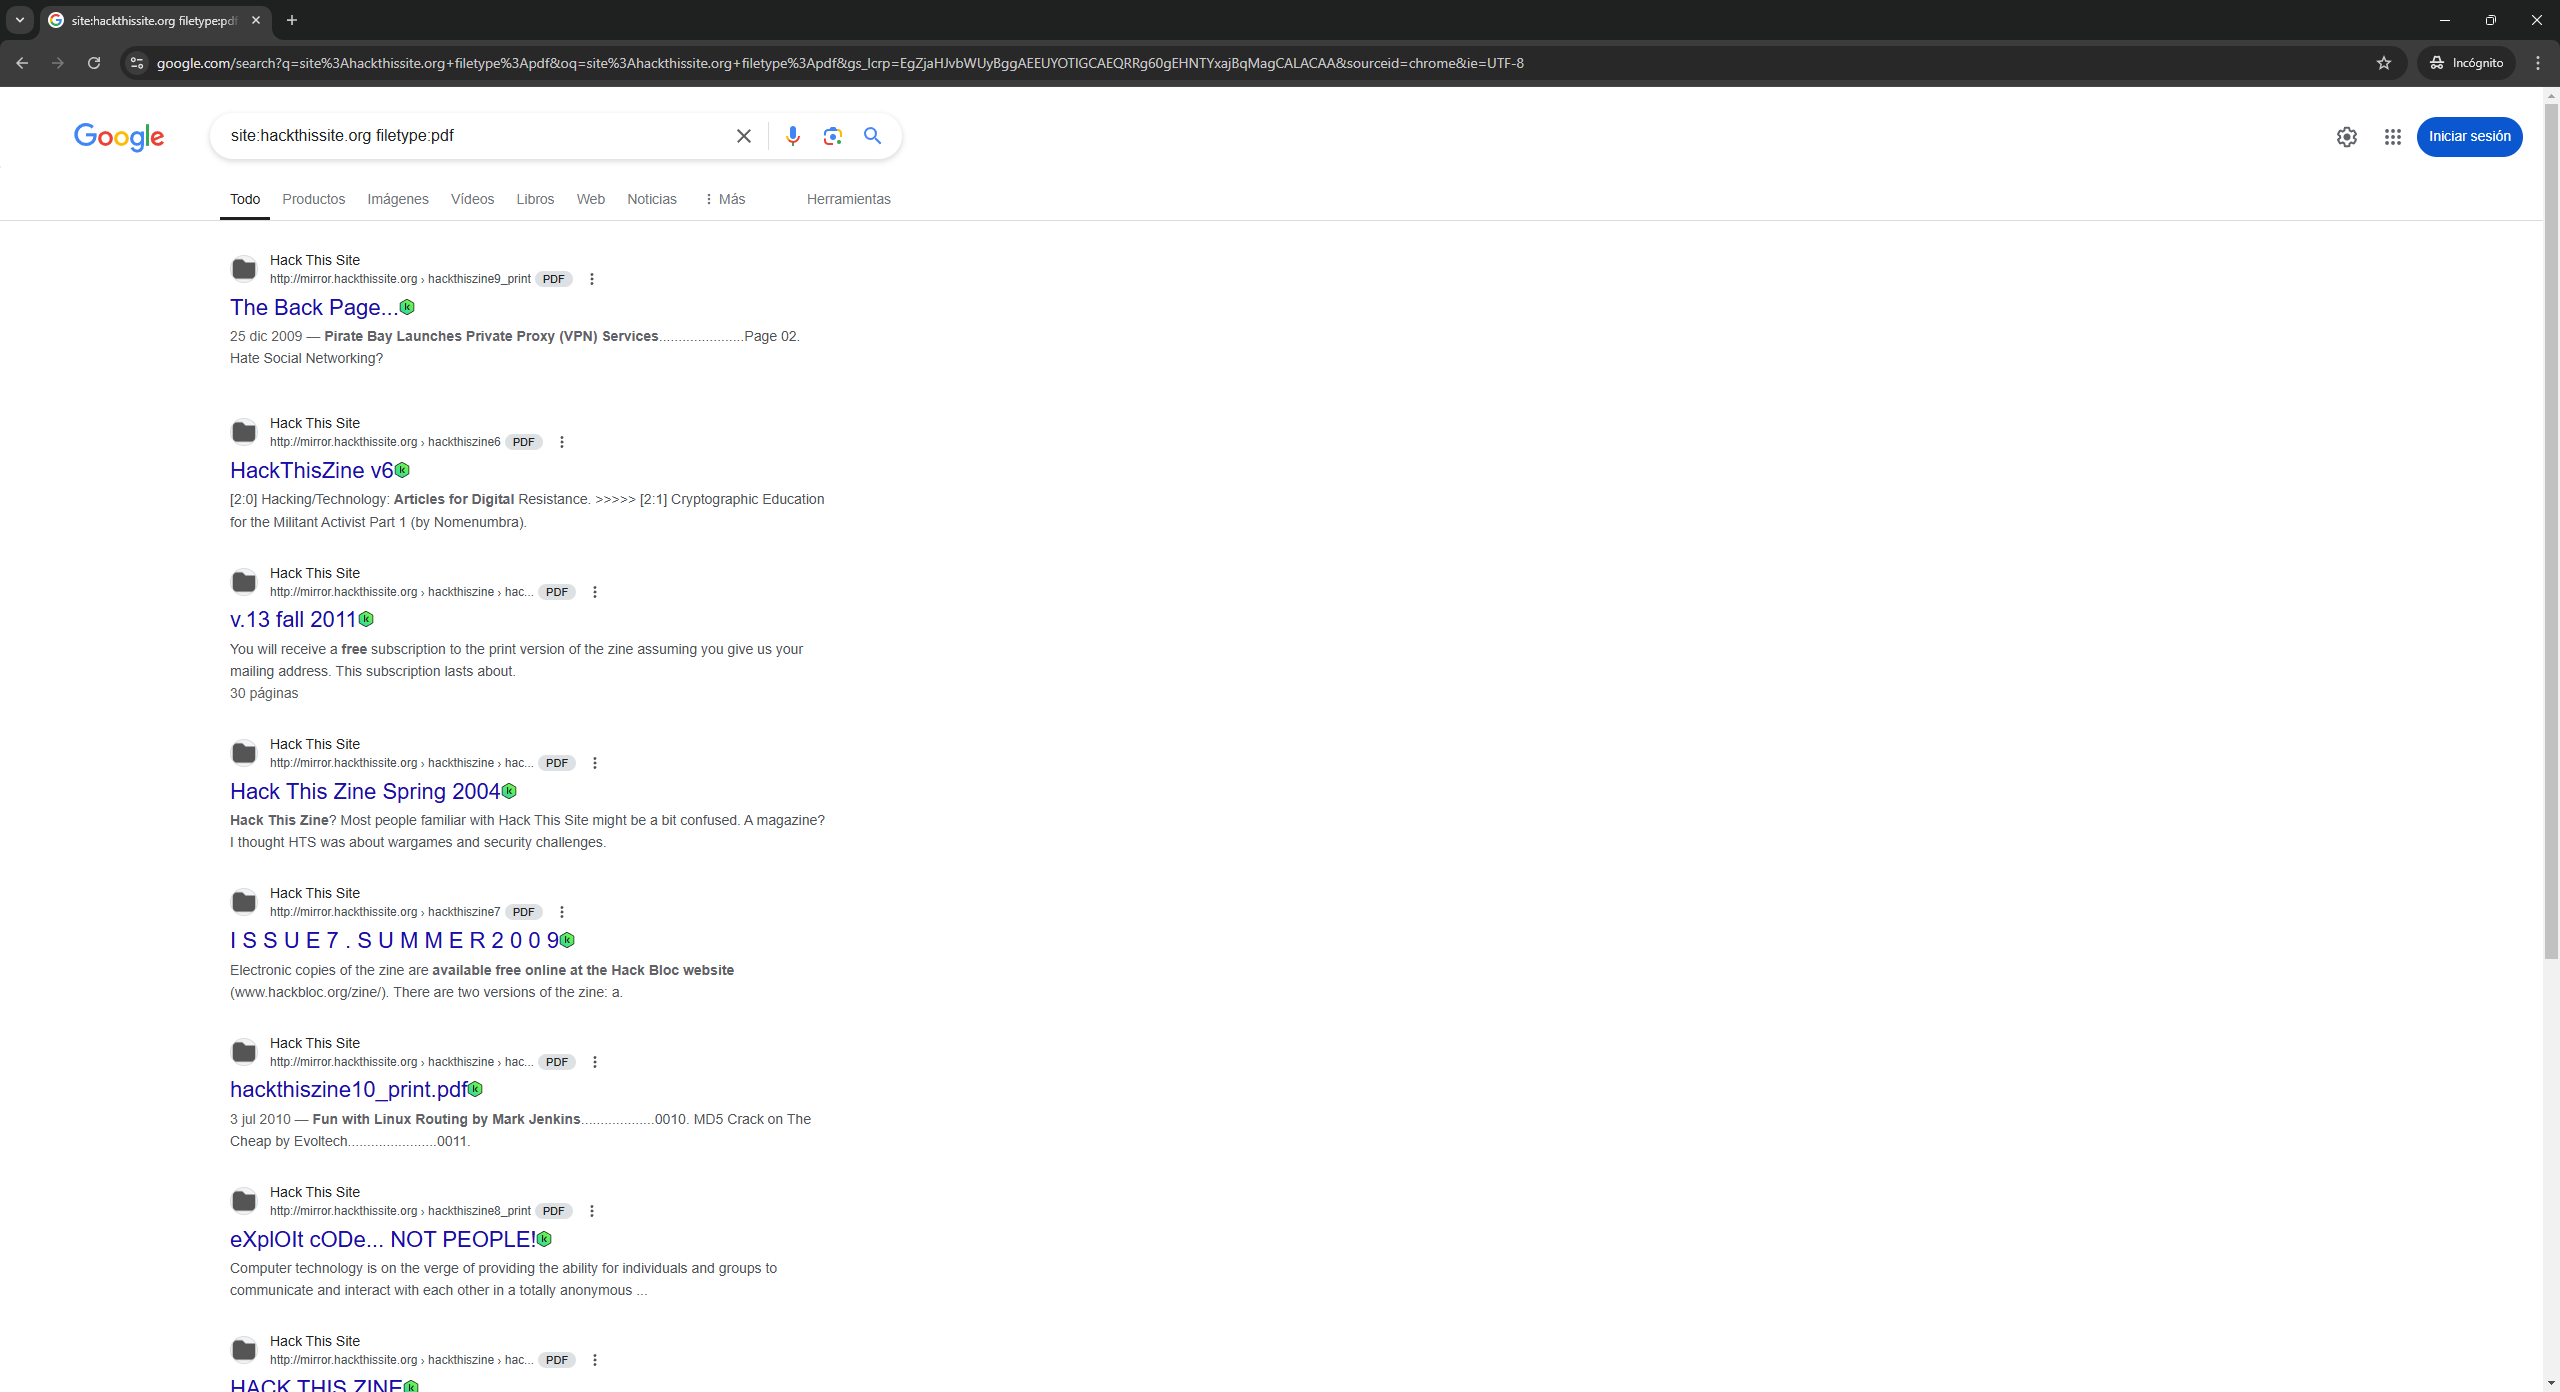 site:hackthissite.org filetype:pdf
google.com/search?q=site%3Ahackthissite.org+filetype%3Apdf&oq=site%3Ahackthissite.org+filetype%3Apdf&gs_lcrp=EgZjaHJvbWUyBggAEEUYOTIGCAEQRRg60gEHNTYxajBqMagCALACAA&sourceid=chrome&ie=UTF-8
Incógnito
Google
site:hackthissite.org filetype:pdf
Iniciar sesión
Todo Productos Imágenes Vídeos Libros Web Noticias Más Herramientas
Hack This Site
http://mirror.hackthissite.org › hackthiszine9_print PDF
The Back Page...
25 dic 2009 — Pirate Bay Launches Private Proxy (VPN) Services......................Page 02.
Hate Social Networking?
Hack This Site
http://mirror.hackthissite.org › hackthiszine6 PDF
HackThisZine v6
[2:0] Hacking/Technology: Articles for Digital Resistance. >>>>> [2:1] Cryptographic Education
for the Militant Activist Part 1 (by Nomenumbra).
Hack This Site
http://mirror.hackthissite.org › hackthiszine › hac... PDF
v.13 fall 2011
You will receive a free subscription to the print version of the zine assuming you give us your
mailing address. This subscription lasts about.
30 páginas
Hack This Site
http://mirror.hackthissite.org › hackthiszine › hac... PDF
Hack This Zine Spring 2004
Hack This Zine? Most people familiar with Hack This Site might be a bit confused. A magazine?
I thought HTS was about wargames and security challenges.
Hack This Site
http://mirror.hackthissite.org › hackthiszine7 PDF
I S S U E 7 . S U M M E R 2 0 0 9
Electronic copies of the zine are available free online at the Hack Bloc website
(www.hackbloc.org/zine/). There are two versions of the zine: a.
Hack This Site
http://mirror.hackthissite.org › hackthiszine › hac... PDF
hackthiszine10_print.pdf
3 jul 2010 — Fun with Linux Routing by Mark Jenkins...................0010. MD5 Crack on The
Cheap by Evoltech.......................0011.
Hack This Site
http://mirror.hackthissite.org › hackthiszine8_print PDF
eXplOIt cODe... NOT PEOPLE!
Computer technology is on the verge of providing the ability for individuals and groups to
communicate and interact with each other in a totally anonymous ...
Hack This Site
http://mirror.hackthissite.org › hackthiszine › hac... PDF
HACK THIS ZINE